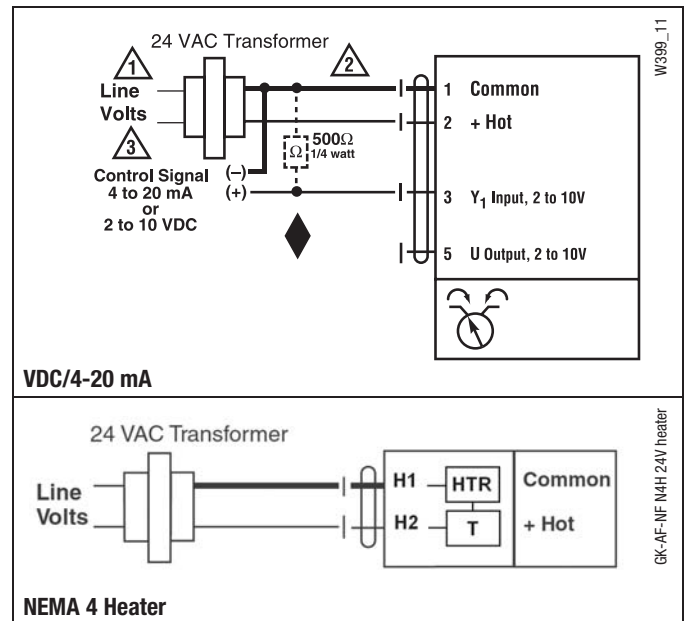 W399_11
24 VAC Transformer
1
2
Line
Volts
3
Control Signal
4 to 20 mA
or
2 to 10 VDC
(–)
(+)
Ω
500Ω
1/4 watt
1 Common
2 + Hot
3 Y1 Input, 2 to 10V
5 U Output, 2 to 10V
VDC/4-20 mA
GK-AF-NF N4H 24V heater
24 VAC Transformer
Line
Volts
H1 HTR Common
H2 T + Hot
NEMA 4 Heater